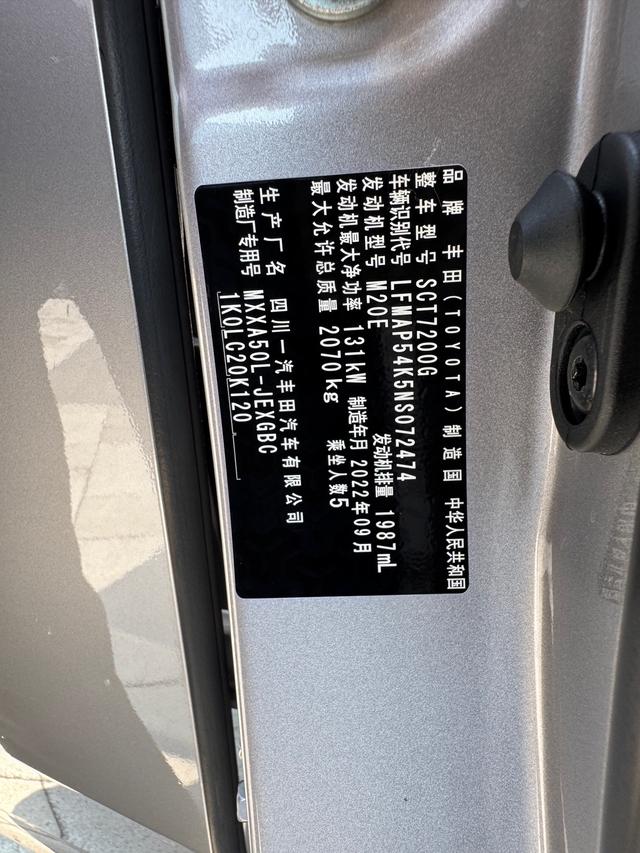 品牌 丰田(TOYOTA) 制造国 中华人民共和国
整车型号 SCT7200G
车辆识别代号 LFMAP54K5NS072474
发动机型号 M20E 发动机排量 1987mL
发动机最大净功率 131kW 制造年月 2022年09月
最大允许总质量 2070kg 乘坐人数5
生产厂名 四川一汽丰田汽车有限公司
制造厂专用号 MXXA50L-JEXGBC
1K0LC20K120